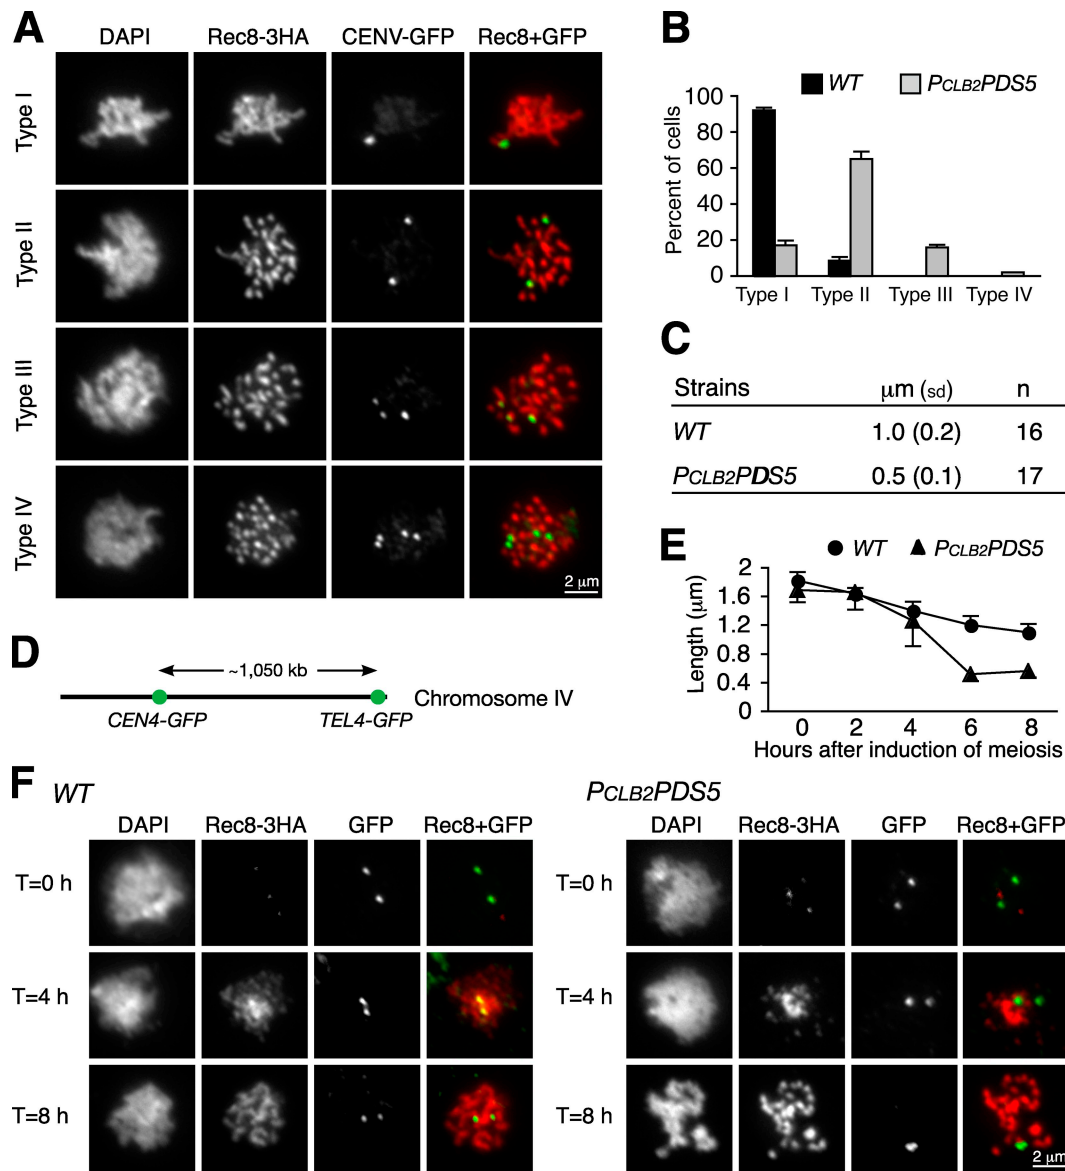 A
DAPI Rec8-3HA CENV-GFP Rec8+GFP
Type I
Type II
Type III
Type IV
2 μm
B
WT PCLB2PDS5
Percent of cells
100
80
60
40
20
0
Type I Type II Type III Type IV
C
Strains μm (sd) n
WT 1.0 (0.2) 16
PCLB2PDS5 0.5 (0.1) 17
D
~1,050 kb
Chromosome IV
CEN4-GFP TEL4-GFP
E
WT PCLB2PDS5
Length (μm)
2
1.6
1.2
0.8
0.4
0
0 2 4 6 8
Hours after induction of meiosis
F
WT
DAPI Rec8-3HA GFP Rec8+GFP
T=0 h
T=4 h
T=8 h
PCLB2PDS5
DAPI Rec8-3HA GFP Rec8+GFP
T=0 h
T=4 h
T=8 h
2 μm